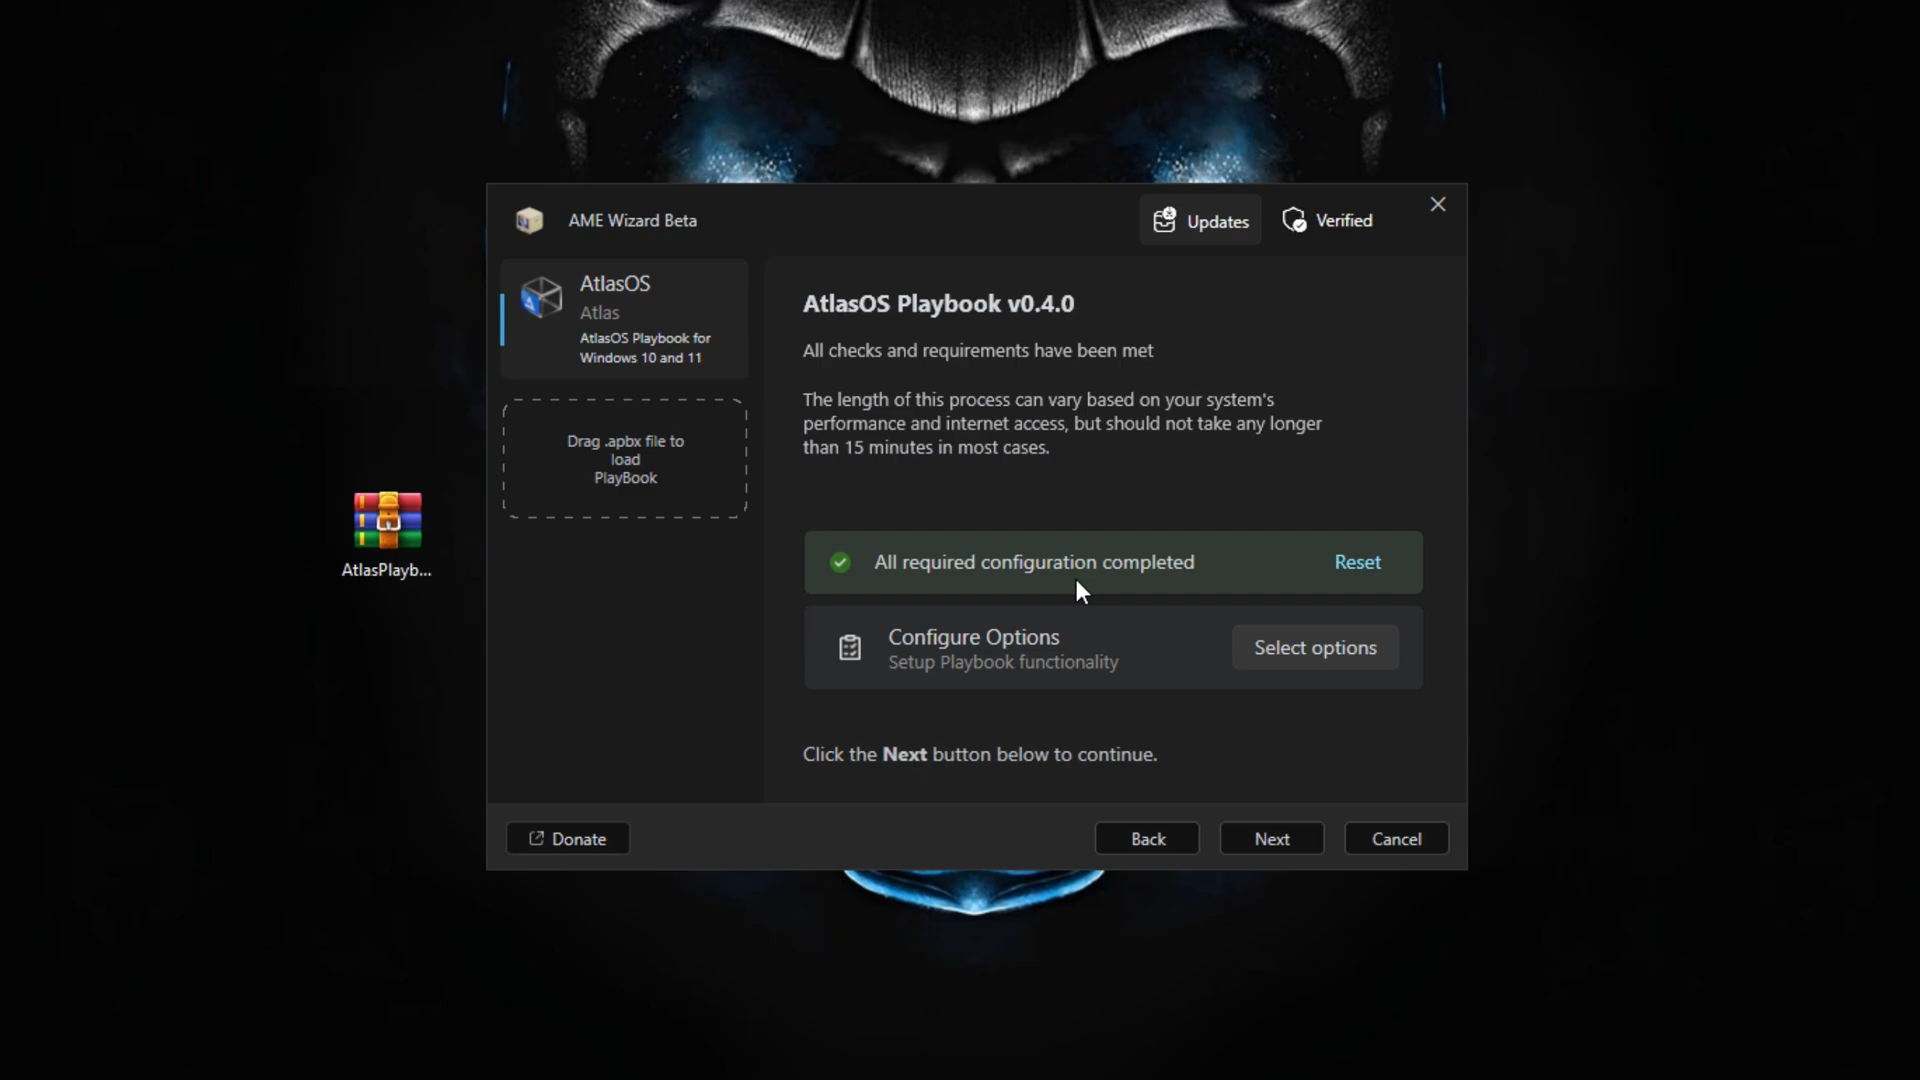 AME Wizard Beta
Updates
Verified
AtlasOS
Atlas
AtlasOS Playbook for
Windows 10 and 11
Drag .apbx file to
load
PlayBook
AtlasPlayb...
AtlasOS Playbook v0.4.0
All checks and requirements have been met
The length of this process can vary based on your system's
performance and internet access, but should not take any longer
than 15 minutes in most cases.
All required configuration completed
Reset
Configure Options
Setup Playbook functionality
Select options
Click the Next button below to continue.
Donate
Back
Next
Cancel